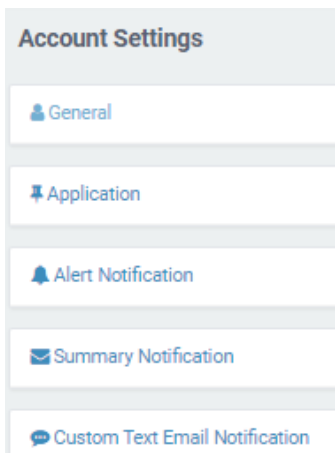 Account Settings
General
Application
Alert Notification
Summary Notification
Custom Text Email Notification